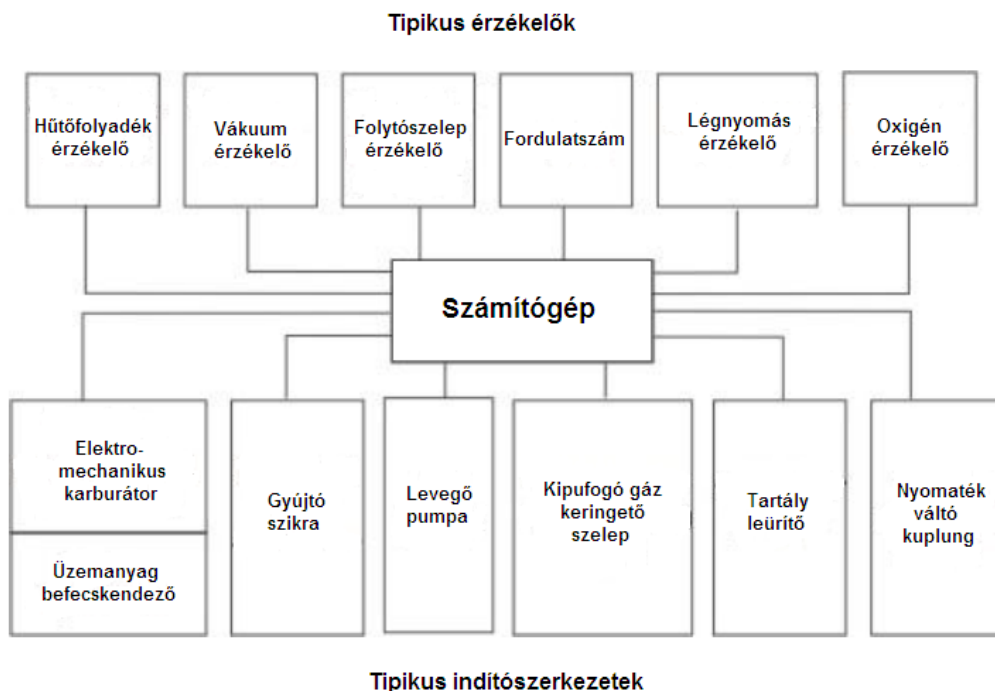 Tipikus érzékelők
Hűtőfolyadék
érzékelő
Vákuum
érzékelő
Folytószelep
érzékelő
Fordulatszám
Légnyomás
érzékelő
Oxigén
érzékelő
Számítógép
Elektro-
mechanikus
karburátor
Üzemanyag
befecskendező
Gyújtó
szikra
Levegő
pumpa
Kipufogó gáz
keringető
szelep
Tartály
leürítő
Nyomaték
váltó
kuplung
Tipikus indítószerkezetek